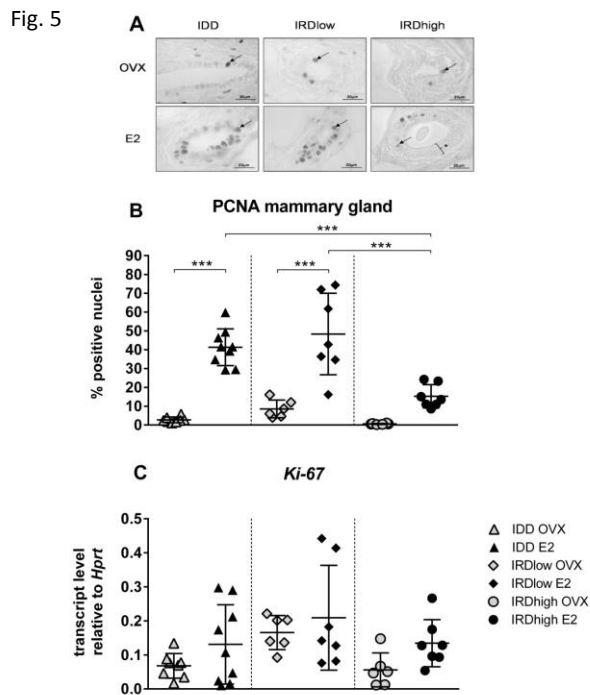 Fig. 5
A
IDD IRDlow IRDhigh
OVX
E2
B PCNA mammary gland
***
***
*** ***
% positive nuclei
90
80
70
60
50
40
30
20
10
0
C Ki-67
transcript level
relative to Hprt
0.5
0.4
0.3
0.2
0.1
0.0
IDD OVX
IDD E2
IRDlow OVX
IRDlow E2
IRDhigh OVX
IRDhigh E2